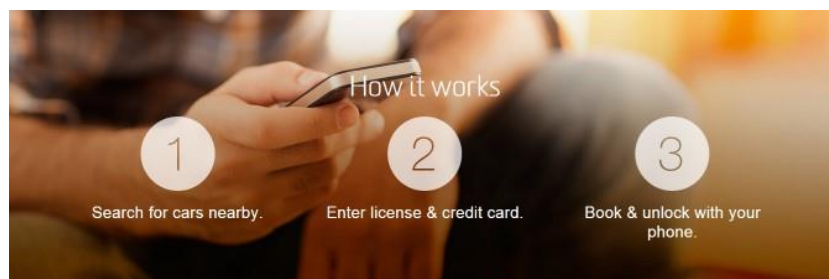 How it works
1
2
3
Search for cars nearby.
Enter license & credit card.
Book & unlock with your
phone.